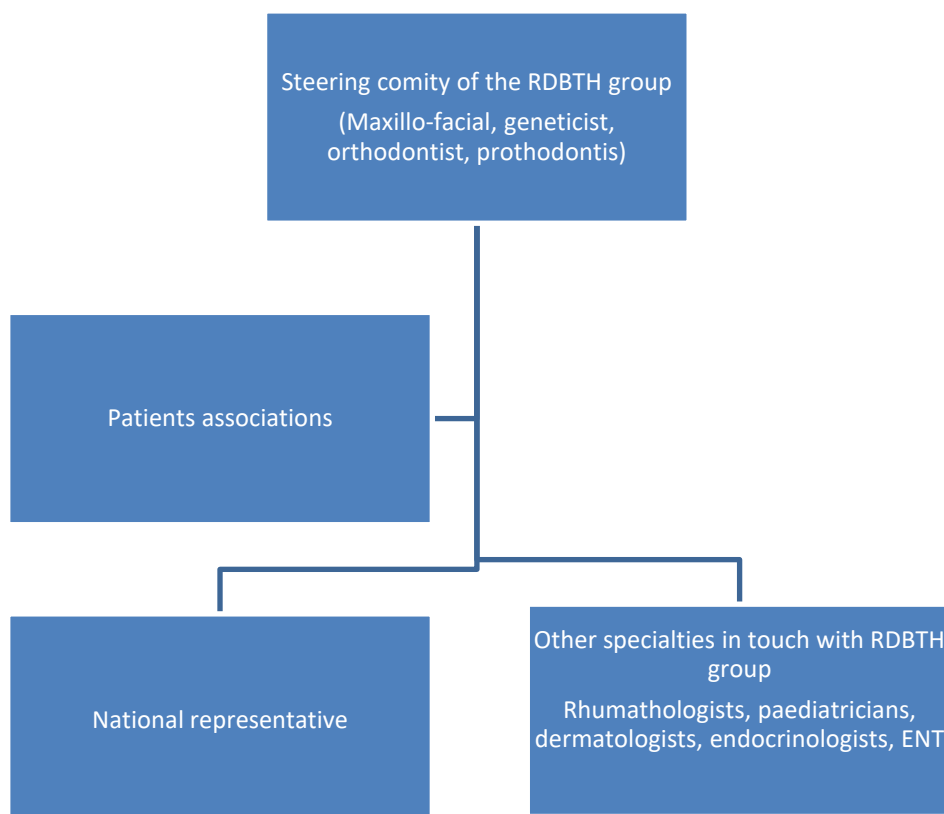 Steering comity of the RDBTH group
(Maxillo-facial, geneticist,
orthodontist, prothodontis)
Patients associations
National representative
Other specialties in touch with RDBTH
group
Rhumathologists, paediatricians,
dermatologists, endocrinologists, ENT